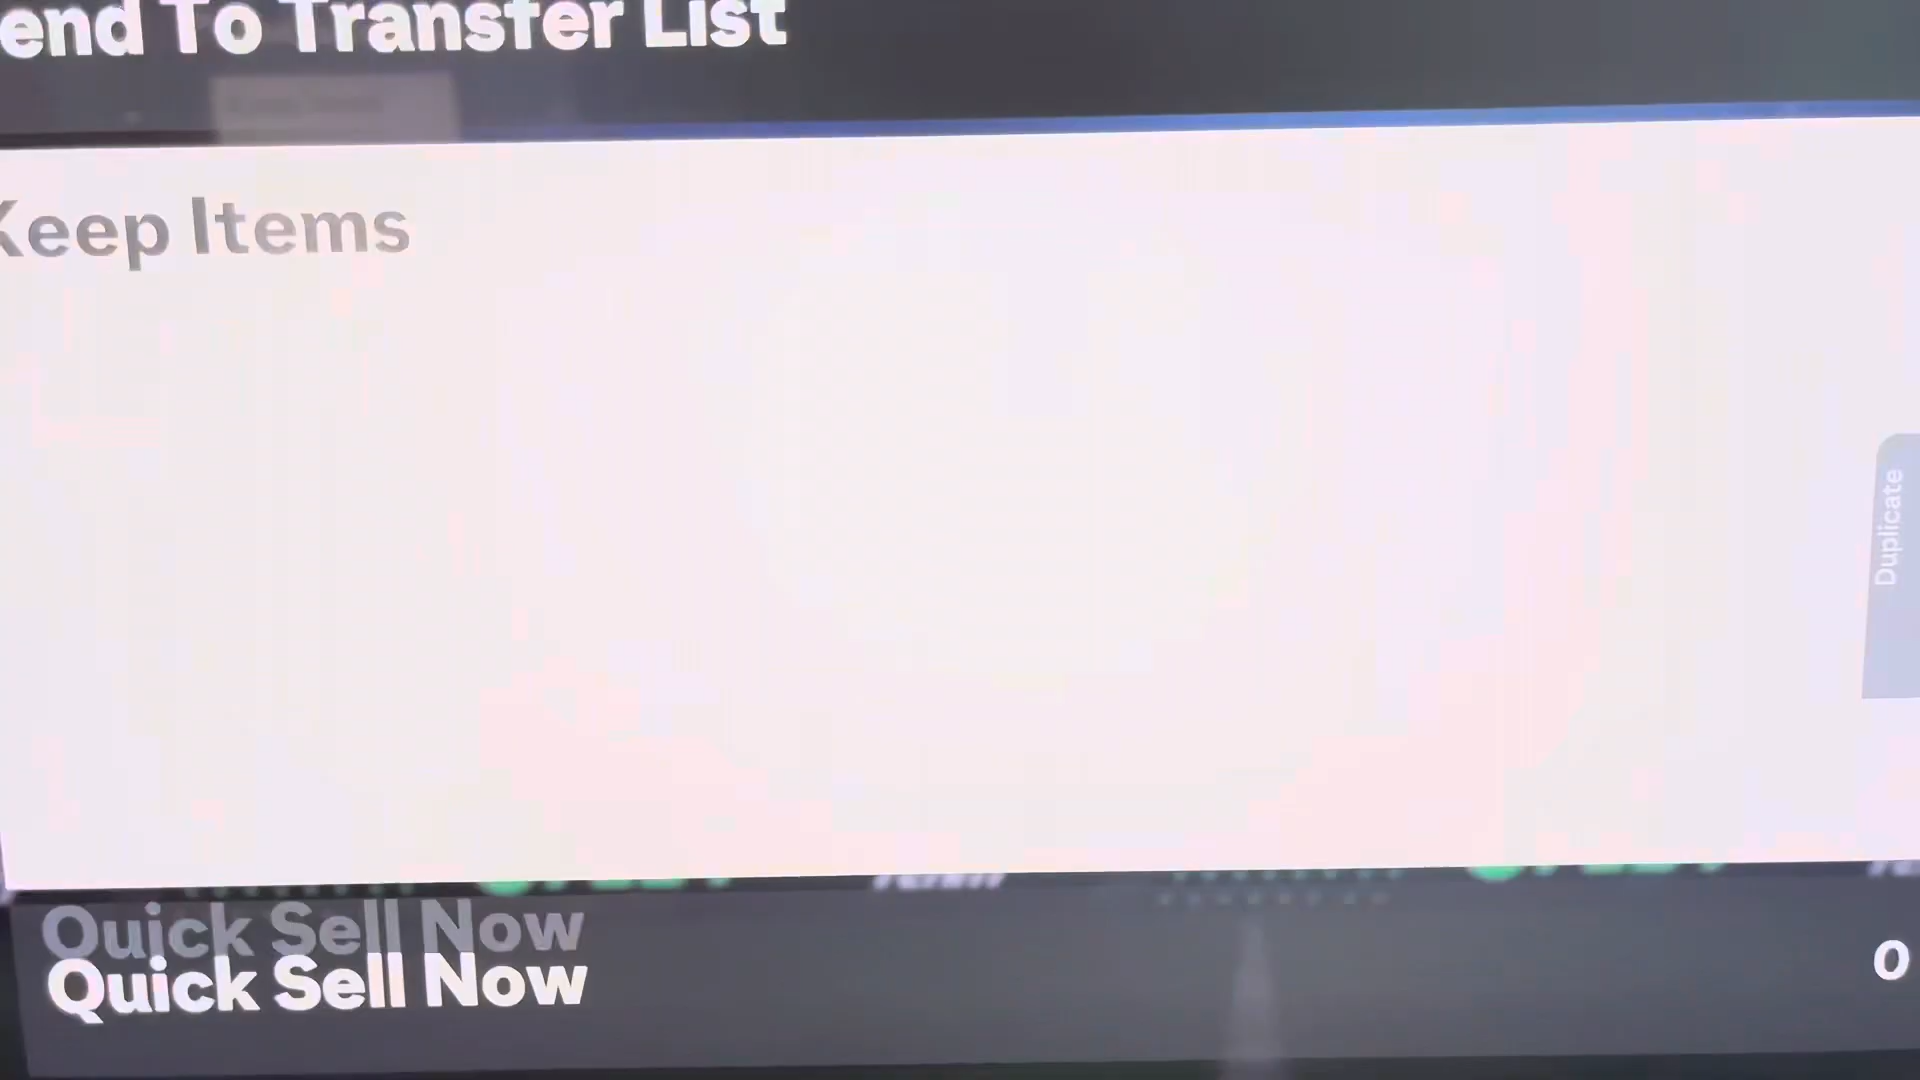 end To Transfer List
Keep Items
Duplicate
Quick Sell Now
Quick Sell Now
0